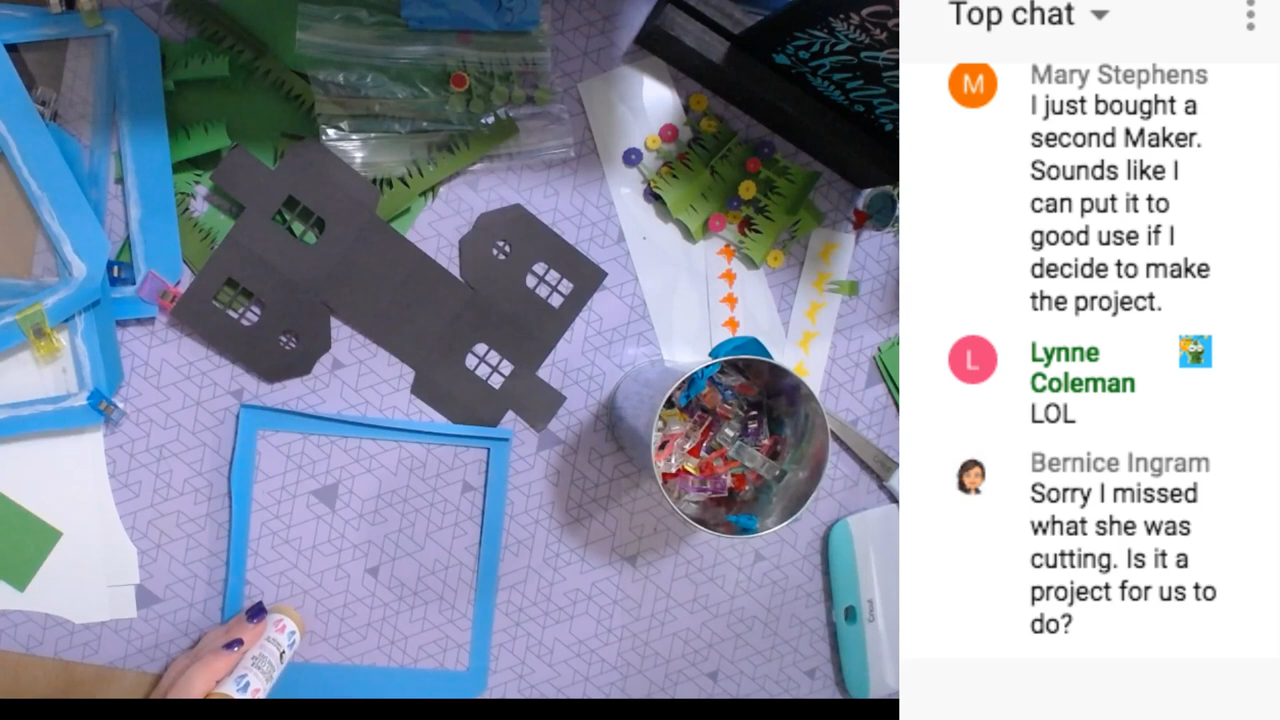 Top chat
Mary Stephens
I just bought a
second Maker.
Sounds like I
can put it to
good use if I
decide to make
the project.
Lynne
Coleman
LOL
Bernice Ingram
Sorry I missed
what she was
cutting. Is it a
project for us to
do?
M
L
kind
cricut